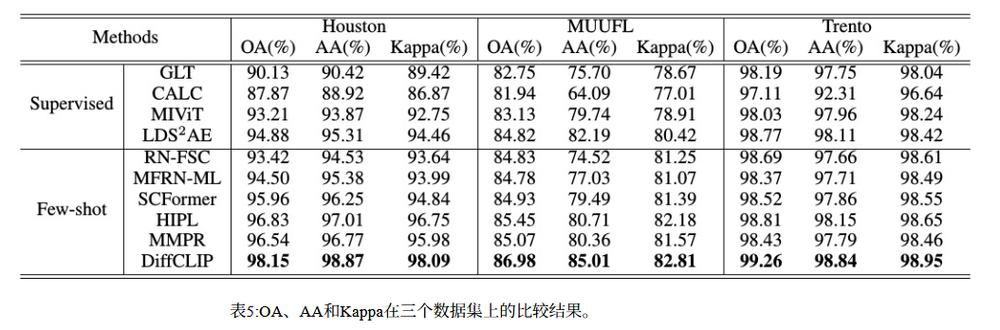 Methods Houston MUUFL Trento
OA(%) AA(%) Kappa(%) OA(%) AA(%) Kappa(%) OA(%) AA(%) Kappa(%)
Supervised
GLT 90.13 90.42 89.42 82.75 75.70 78.67 98.19 97.75 98.04
CALC 87.87 88.92 86.87 81.94 64.09 77.01 97.11 92.31 96.64
MIViT 93.21 93.87 92.75 83.13 79.74 78.91 98.03 97.96 98.24
LDS²AE 94.88 95.31 94.46 84.82 82.19 80.42 98.77 98.11 98.42
Few-shot
RN-FSC 93.42 94.53 93.64 84.83 74.52 81.25 98.69 97.66 98.61
MFRN-ML 94.50 95.38 93.99 84.78 77.03 81.07 98.37 97.71 98.49
SCFormer 95.96 96.25 94.84 84.93 79.49 81.39 98.52 97.86 98.55
HIPL 96.83 97.01 96.75 85.45 80.71 82.18 98.81 98.15 98.65
MMPR 96.54 96.77 95.98 85.07 80.36 81.57 98.43 97.79 98.46
DiffCLIP 98.15 98.87 98.09 86.98 85.01 82.81 99.26 98.84 98.95
表5:OA、AA和Kappa在三个数据集上的比较结果。